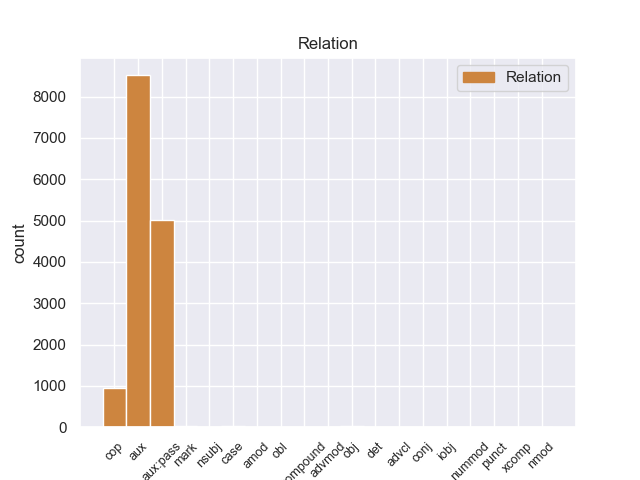 Relation
Relation
count
8000
7000
6000
5000
4000
3000
2000
1000
0
cop
aux
aux:pass
mark
nsubj
case
amod
obl
ompound
advmod
obj
det
advcl
conj
iobj
nummod
punct
xcomp
nmod